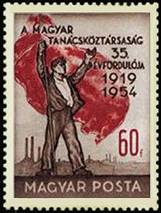 A MAGYAR
TANÁCSKÖZTÁRSASÁG
35
ÉVFORDULÓJA
1919
1954
60f
MAGYAR POSTA